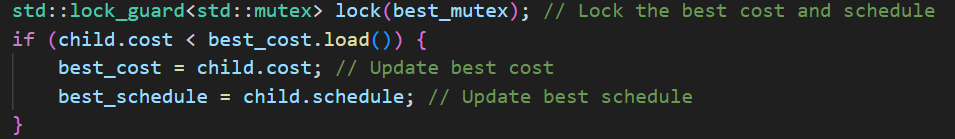 std::lock_guard<std::mutex> lock(best_mutex); // Lock the best cost and schedule
if (child.cost < best_cost.load()) {
    best_cost = child.cost; // Update best cost
    best_schedule = child.schedule; // Update best schedule
}